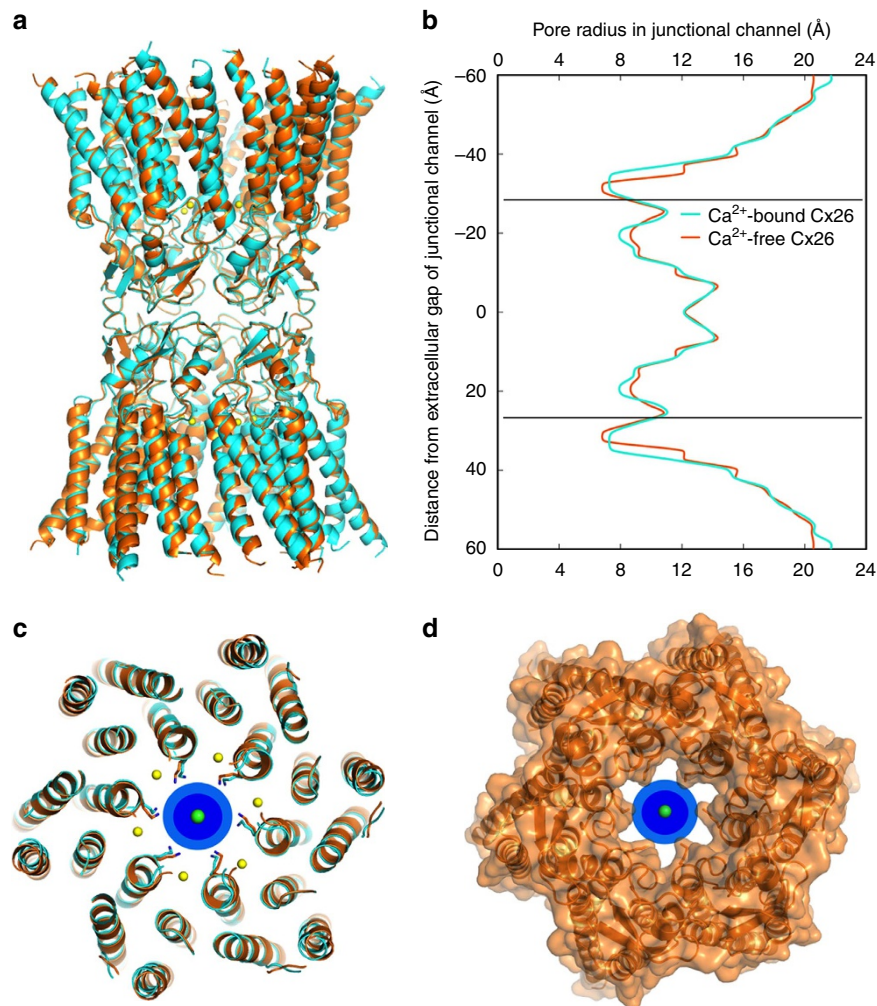 a
b
Pore radius in junctional channel (Å)
0 4 8 12 16 20 24
Distance from extracellular gap of junctional channel (Å)
–60
–40
–20
0
20
40
60
Ca²⁺-bound Cx26
Ca²⁺-free Cx26
0 4 8 12 16 20 24
c
d